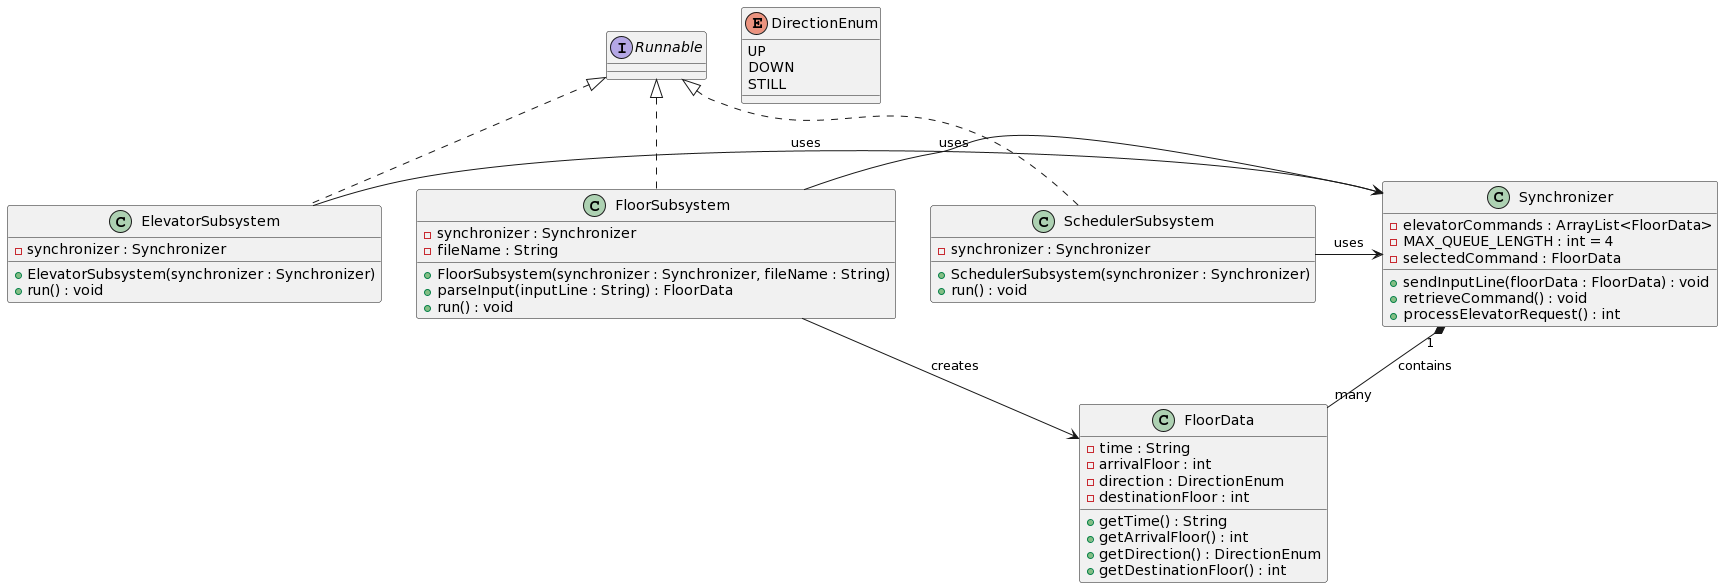 I Runnable
E DirectionEnum
UP
DOWN
STILL
uses
uses
C ElevatorSubsystem
synchronizer : Synchronizer
ElevatorSubsystem(synchronizer : Synchronizer)
run() : void
C FloorSubsystem
synchronizer : Synchronizer
fileName : String
FloorSubsystem(synchronizer : Synchronizer, fileName : String)
parseInput(inputLine : String) : FloorData
run() : void
C SchedulerSubsystem
synchronizer : Synchronizer
SchedulerSubsystem(synchronizer : Synchronizer)
run() : void
uses
C Synchronizer
elevatorCommands : ArrayList<FloorData>
MAX_QUEUE_LENGTH : int = 4
selectedCommand : FloorData
sendInputLine(floorData : FloorData) : void
retrieveCommand() : void
processElevatorRequest() : int
1
creates
contains
many
C FloorData
time : String
arrivalFloor : int
direction : DirectionEnum
destinationFloor : int
getTime() : String
getArrivalFloor() : int
getDirection() : DirectionEnum
getDestinationFloor() : int